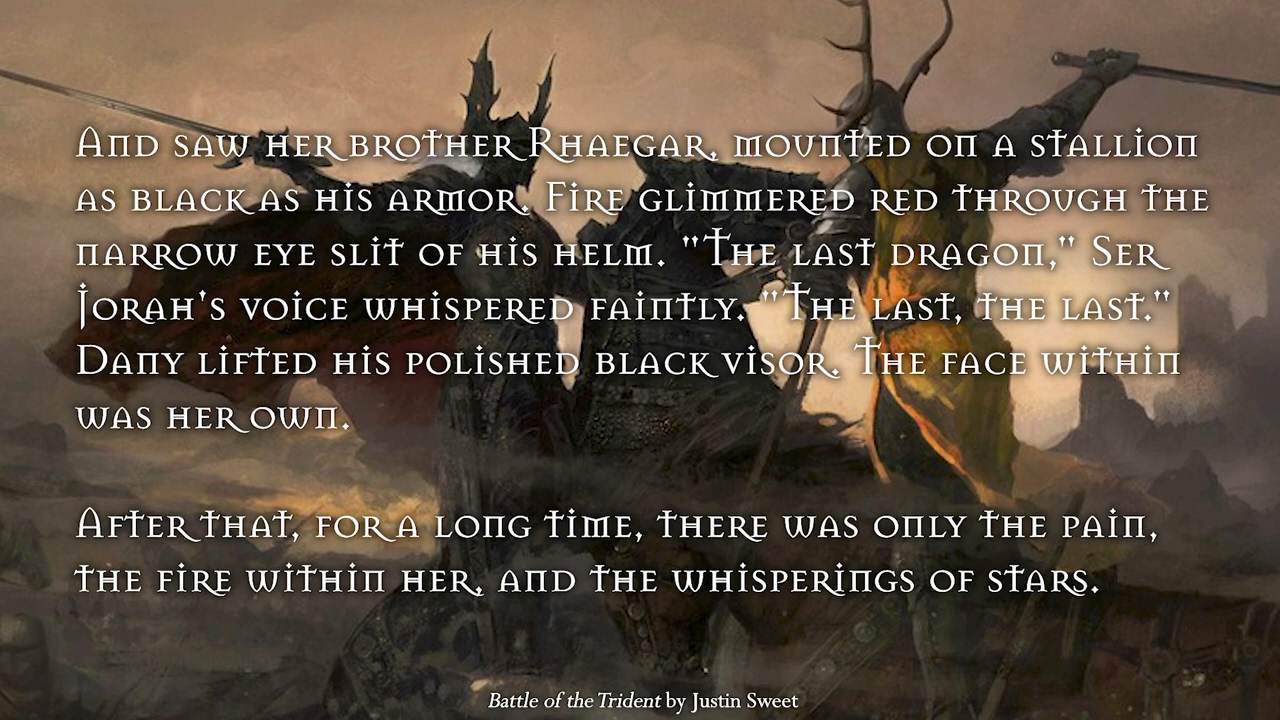 And saw her brother Rhaegar, mounted on a stallion
as black as his armor. Fire glimmered red through the
narrow eye slit of his helm. "The last dragon," Ser
Jorah's voice whispered faintly. "The last, the last."
Dany lifted his polished black visor. The face within
was her own.
After that, for a long time, there was only the pain,
the fire within her, and the whisperings of stars.
Battle of the Trident by Justin Sweet